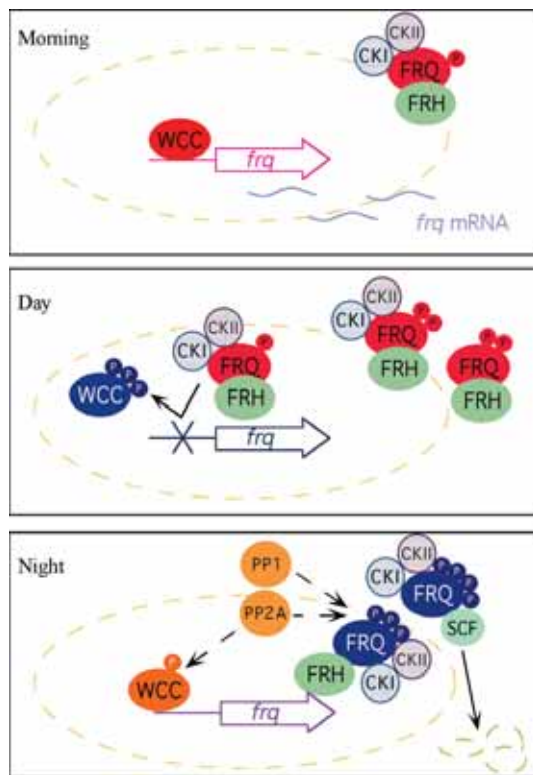 Morning
CKII
CKI
FRQ
P
FRH
WCC
frq
frq mRNA
Day
CKII
CKI
FRQ
P
FRH
P
P
P
P
WCC
frq
CKII
CKI
FRQ
P
P
FRH
P
P
FRQ
FRH
Night
PP1
PP2A
P
WCC
frq
CKII
CKI
FRQ
SCF
FRQ
FRH
CKI
CKII